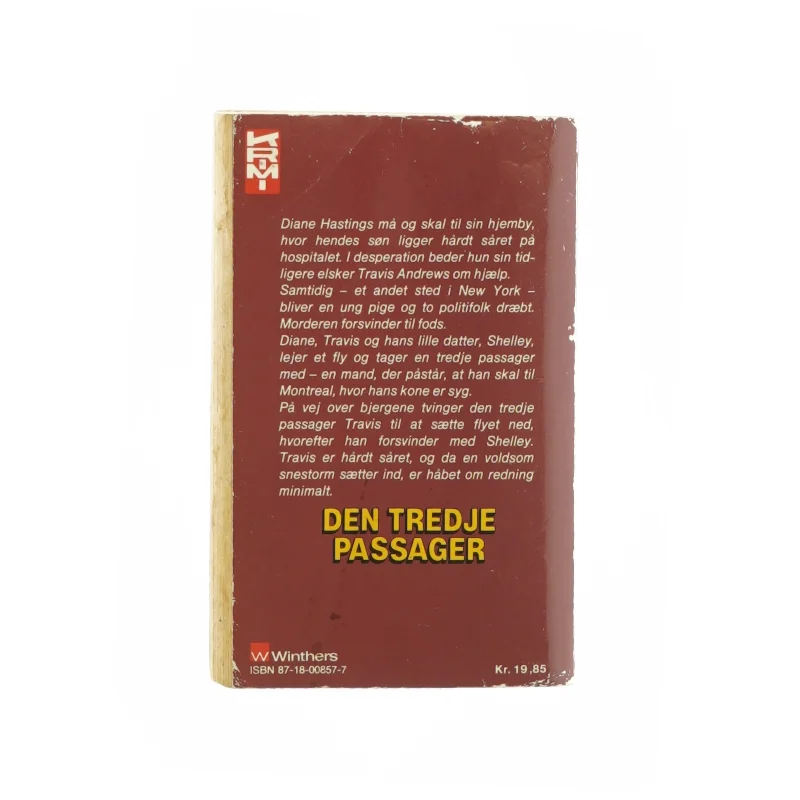 KRIMI
Diane Hastings må og skal til sin hjemby,
hvor hendes søn ligger hårdt såret på
hospitalet. I desperation beder hun sin tid-
ligere elsker Travis Andrews om hjælp.
Samtidig – et andet sted i New York –
bliver en ung pige og to politifolk dræbt.
Morderen forsvinder til fods.
Diane, Travis og hans lille datter, Shelley,
lejer et fly og tager en tredje passager
med – en mand, der påstår, at han skal til
Montreal, hvor hans kone er syg.
På vej over bjergene tvinger den tredje
passager Travis til at sætte flyet ned,
hvorefter han forsvinder med Shelley.
Travis er hårdt såret, og da en voldsom
snestorm sætter ind, er håbet om redning
minimalt.
DEN TREDJE
PASSAGER
W Winthers
ISBN 87-18-00857-7
Kr. 19,85